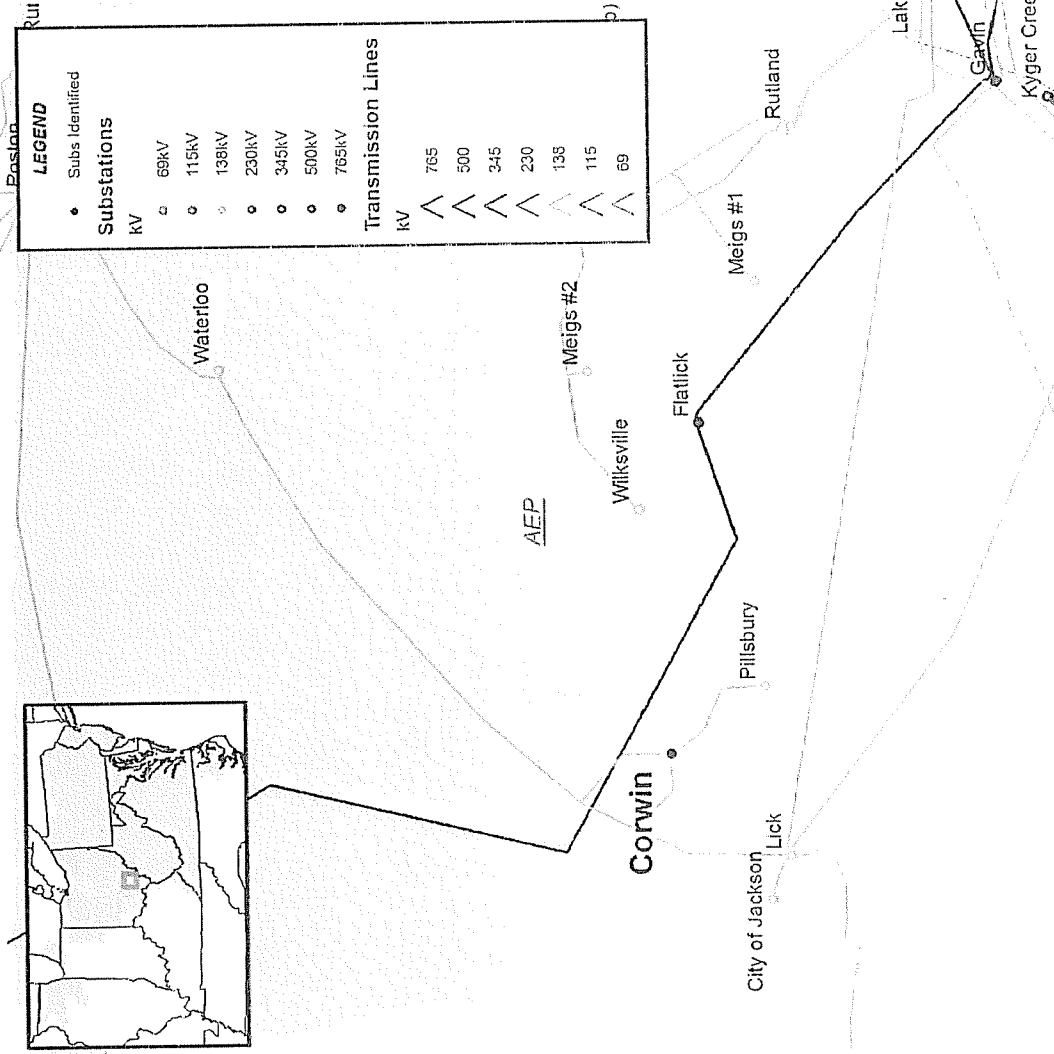 LEGEND
Subs Identified
Substations
kV
69kV
115kV
138kV
230kV
345kV
500kV
765kV
Transmission Lines
kV
765
500
345
230
138
115
69
Waterloo
Meigs #2
Wilksville
AEP
Meigs #1
Rutland
Flatlick
Lak
Gavin
Kyger Cree
Pillsbury
Corwin
Lick
City of Jackson